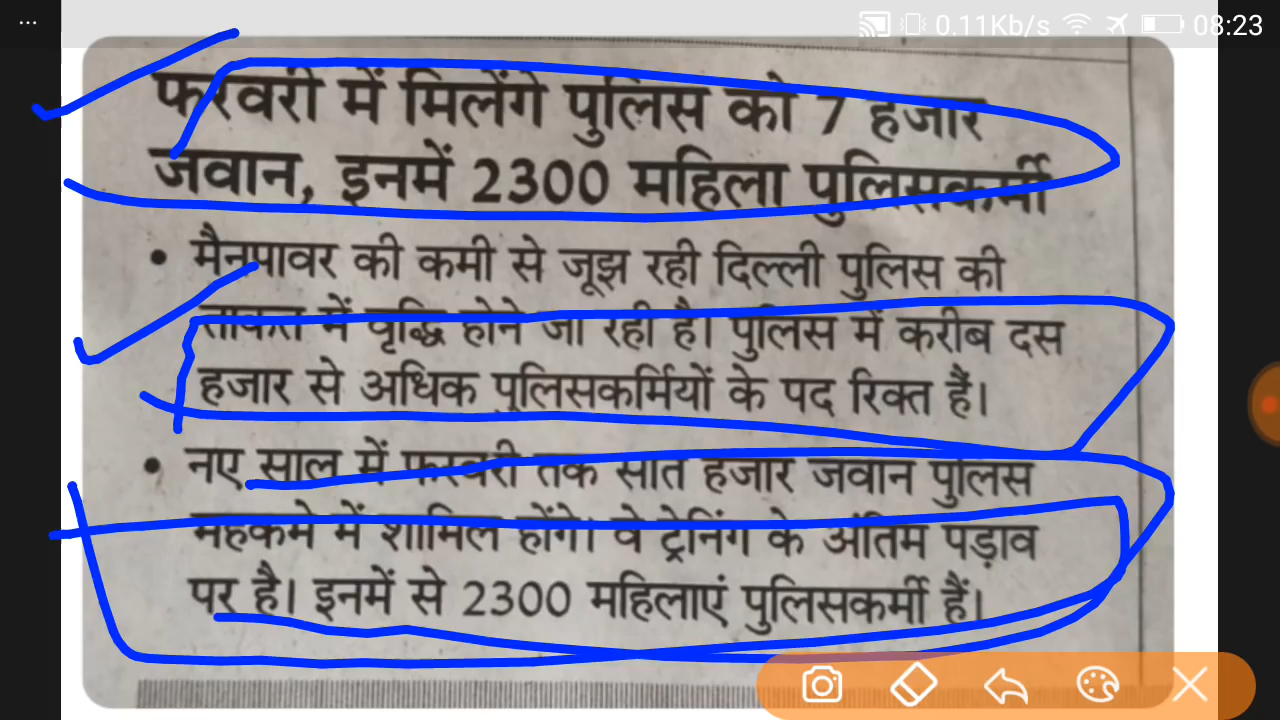 ...
0.11Kb/s 08:23
फरवरी में मिलेंगे पुलिस को 7 हजार
जवान, इनमें 2300 महिला पुलिसकर्मी
• मैनपावर की कमी से जूझ रही दिल्ली पुलिस की
ताकत में वृद्धि होने जा रही है। पुलिस में करीब दस
हजार से अधिक पुलिसकर्मियों के पद रिक्त हैं।
• नए साल में फरवरी तक सात हजार जवान पुलिस
महकमे में शामिल होंगे। वे ट्रेनिंग के अंतिम पड़ाव
पर है। इनमें से 2300 महिलाएं पुलिसकर्मी हैं।